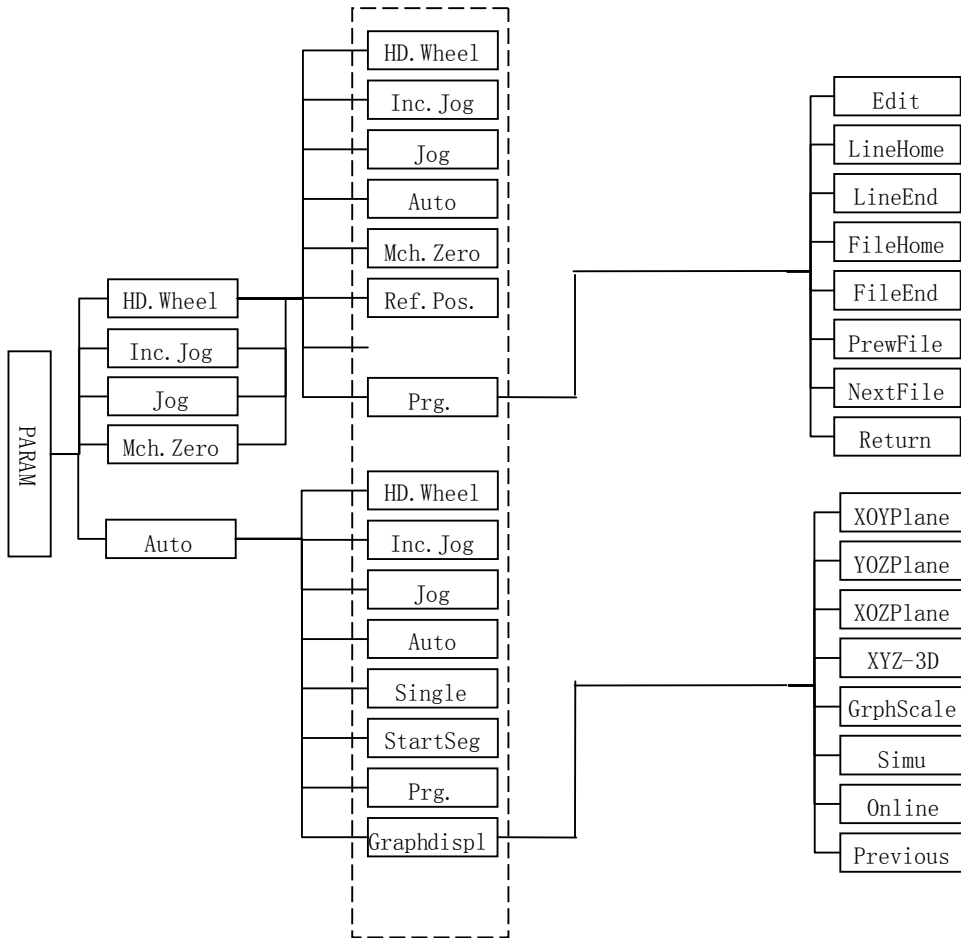 PARAM
HD.Wheel
Inc.Jog
Jog
Mch.Zero
Auto
HD.Wheel
Inc.Jog
Jog
Auto
Mch.Zero
Ref.Pos.
Prg.
HD.Wheel
Inc.Jog
Jog
Auto
Single
StartSeg
Prg.
Graphdispl
Edit
LineHome
LineEnd
FileHome
FileEnd
PrewFile
NextFile
Return
XOYPlane
YOZPlane
XOZPlane
XYZ-3D
GrphScale
Simu
Online
Previous